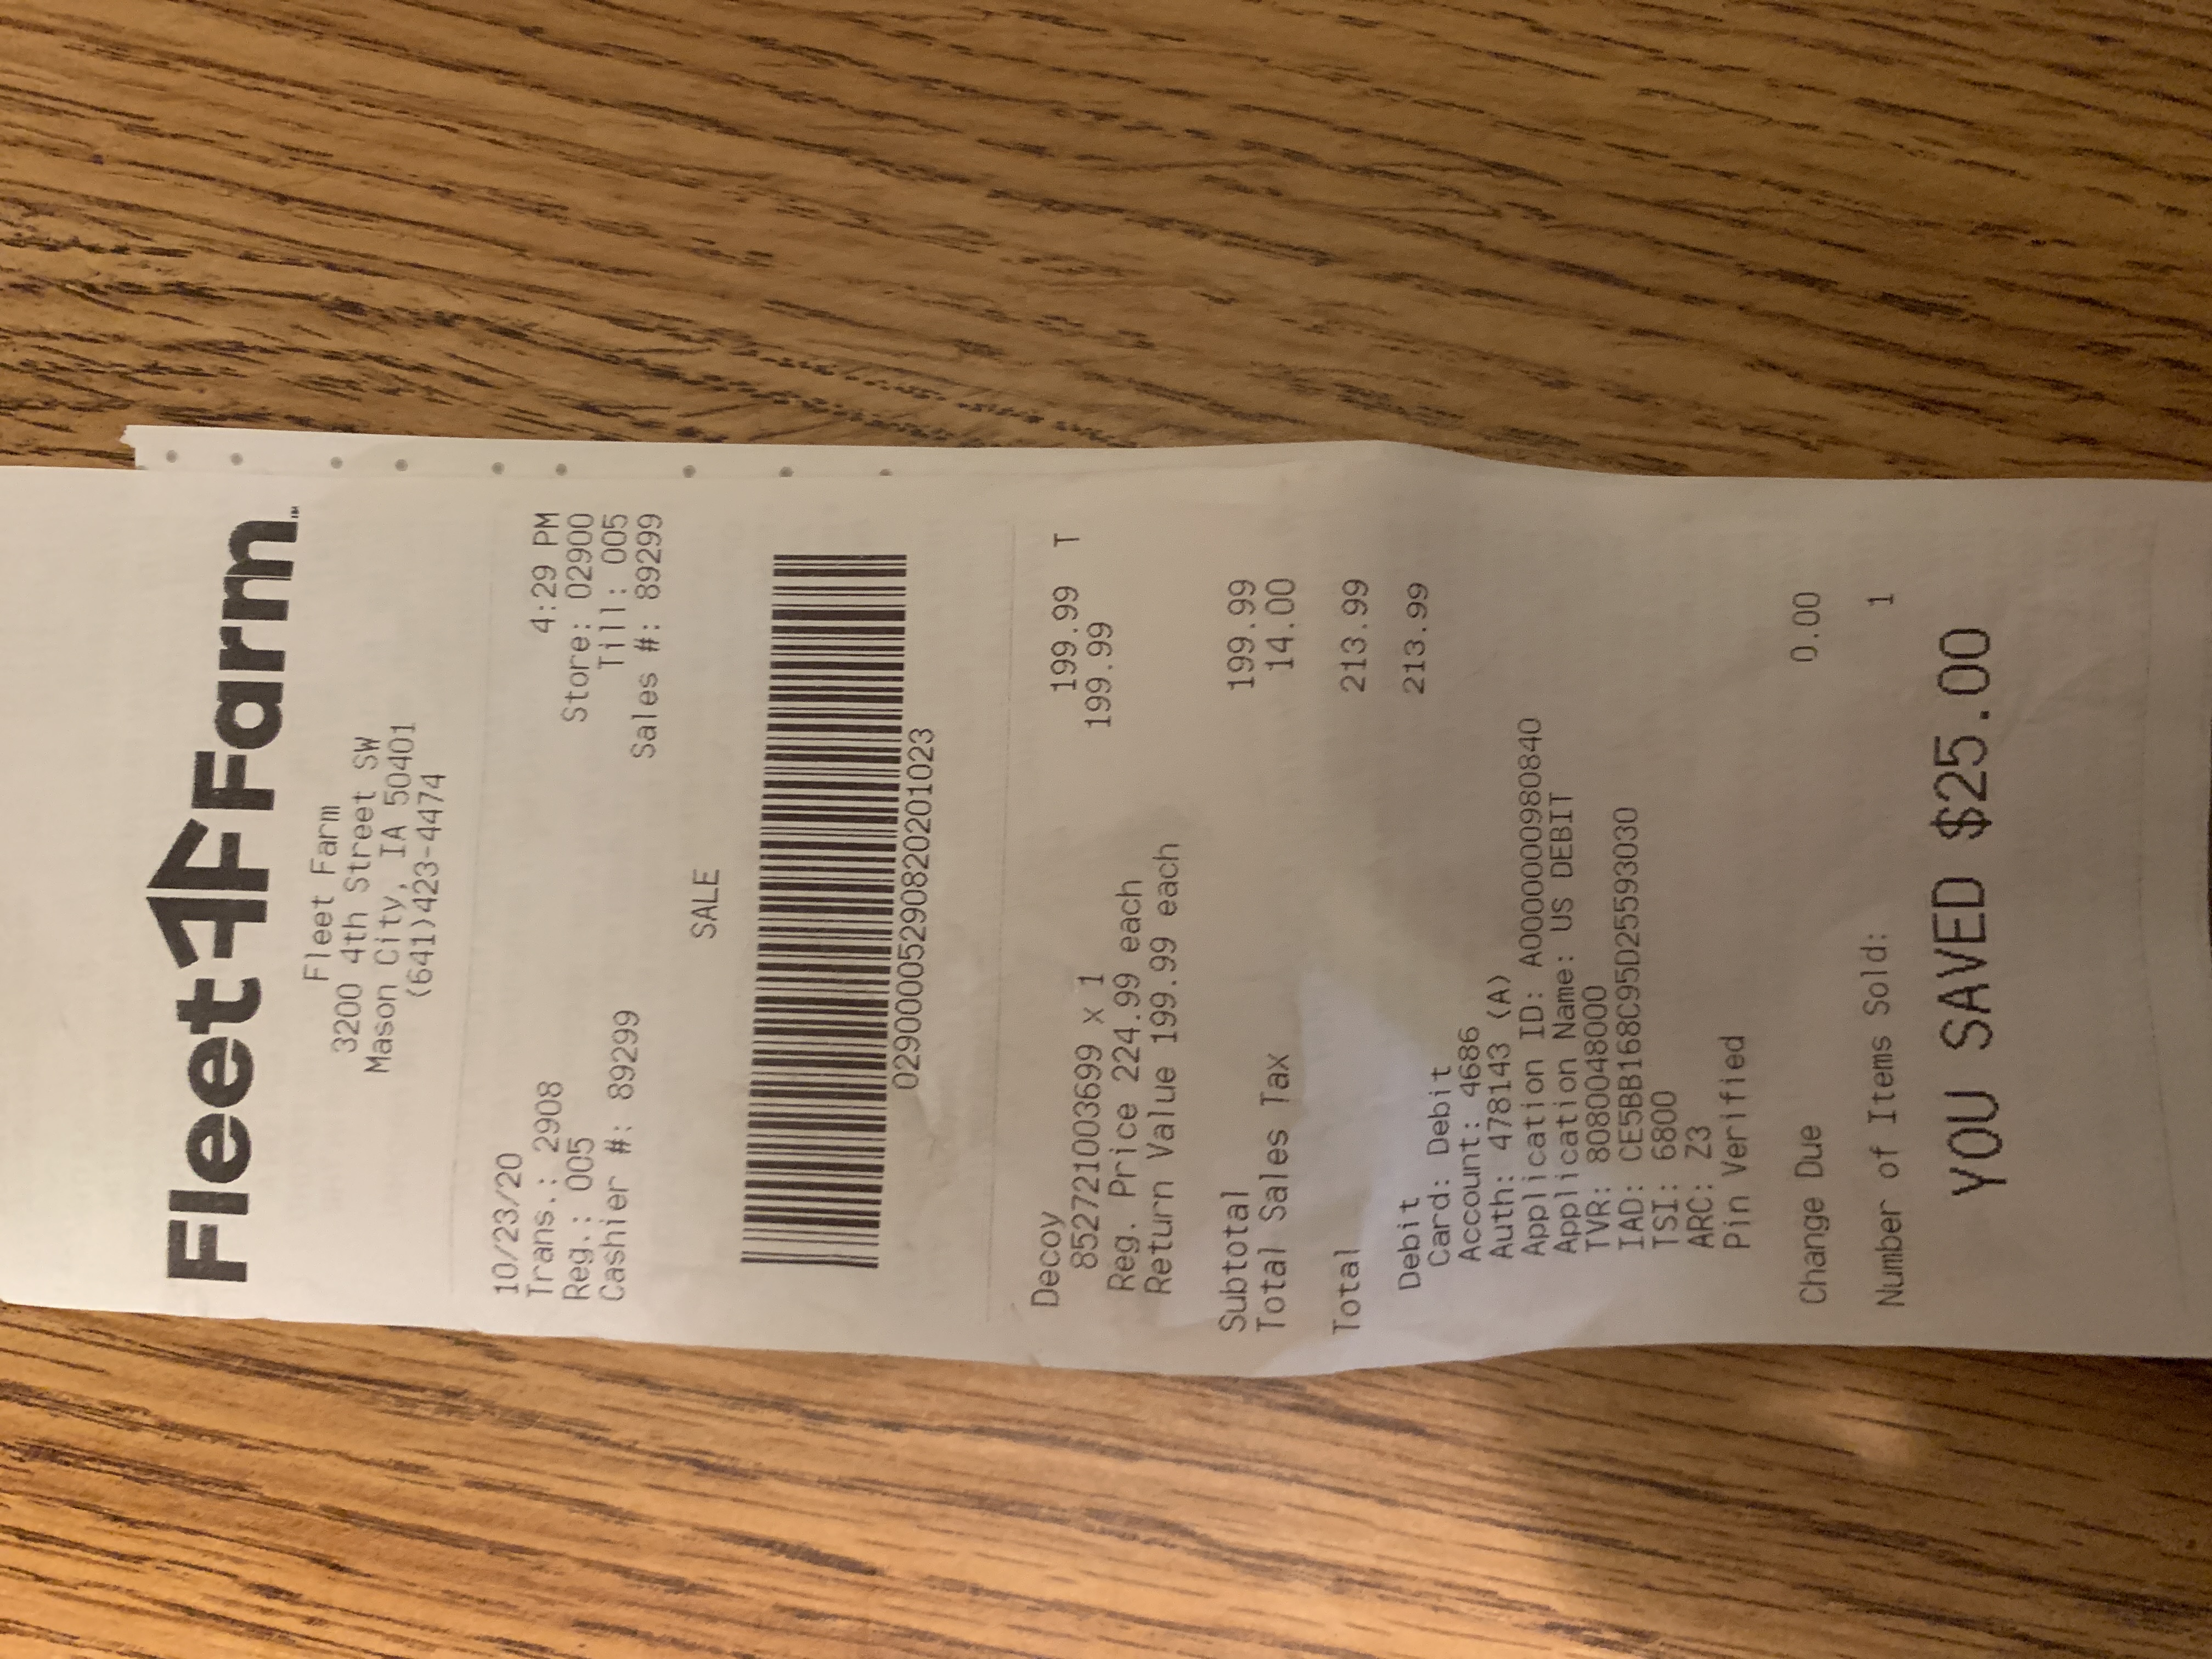 Fleet Farm
Fleet Farm
3200 4th Street SW
Mason City, IA 50401
(641)423-4474
10/23/20 4:29 PM
Trans.: 2908 Store: 02900
Reg.: 005 Till: 005
Cashier #: 89299 Sales #: 89299
SALE
02900005290820201023
Decoy 199.99 T
852721003699 x 1 199.99
Reg. Price 224.99 each
Return Value 199.99 each
Subtotal 199.99
Total Sales Tax 14.00
Total 213.99
Debit 213.99
Card: Debit
Account: 4686
Auth: 478143 (A)
Application ID: A0000000980840
Application Name: US DEBIT
TVR: 8080048000
IAD: CE5BB168C95D2559303​0
TSI: 6800
ARC: Z3
Pin Verified
Change Due 0.00
Number of Items Sold: 1
YOU SAVED $25.00